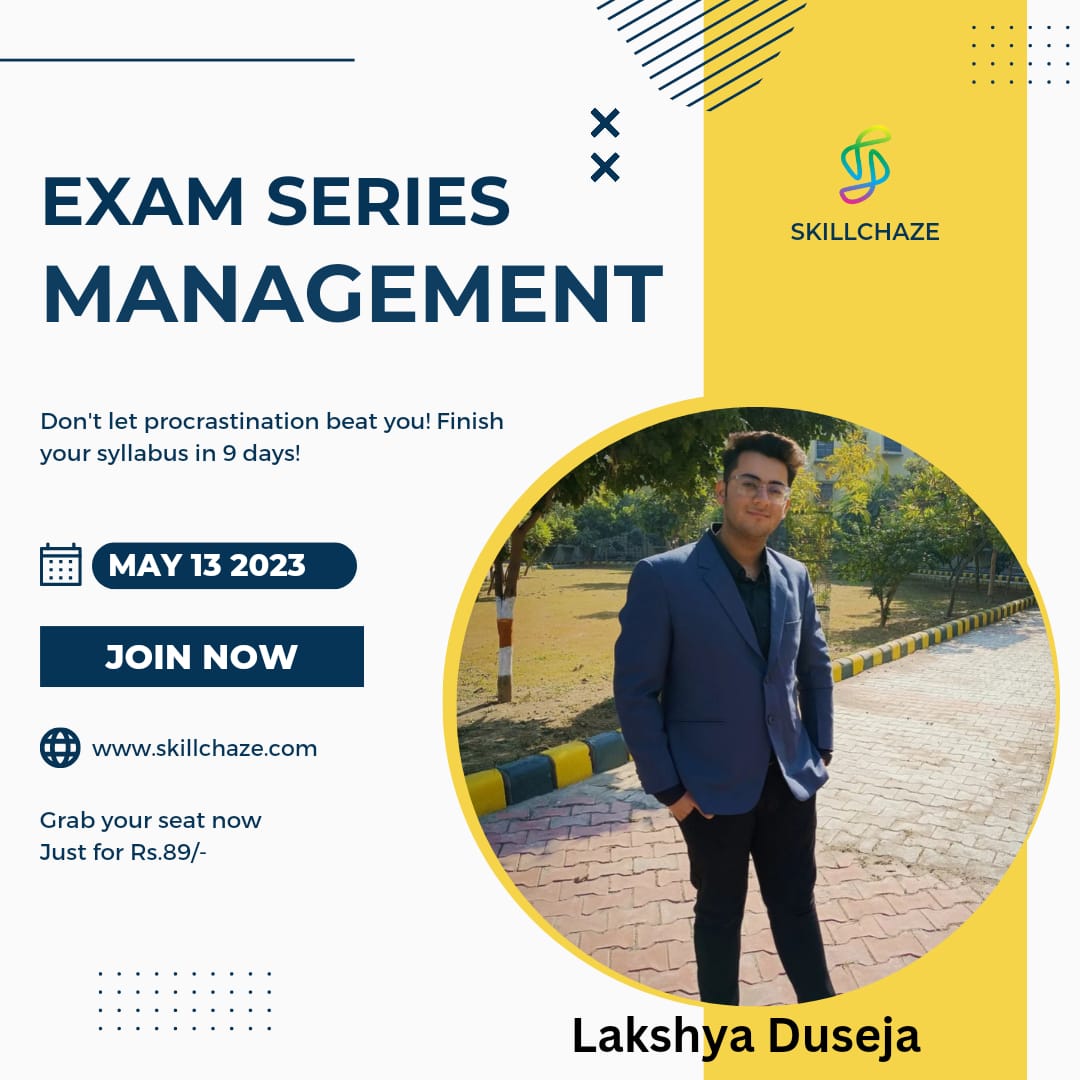 EXAM SERIES
MANAGEMENT
SKILLCHAZE
Don't let procrastination beat you! Finish
your syllabus in 9 days!
MAY 13 2023
JOIN NOW
www.skillchaze.com
Grab your seat now
Just for Rs.89/-
Lakshya Duseja